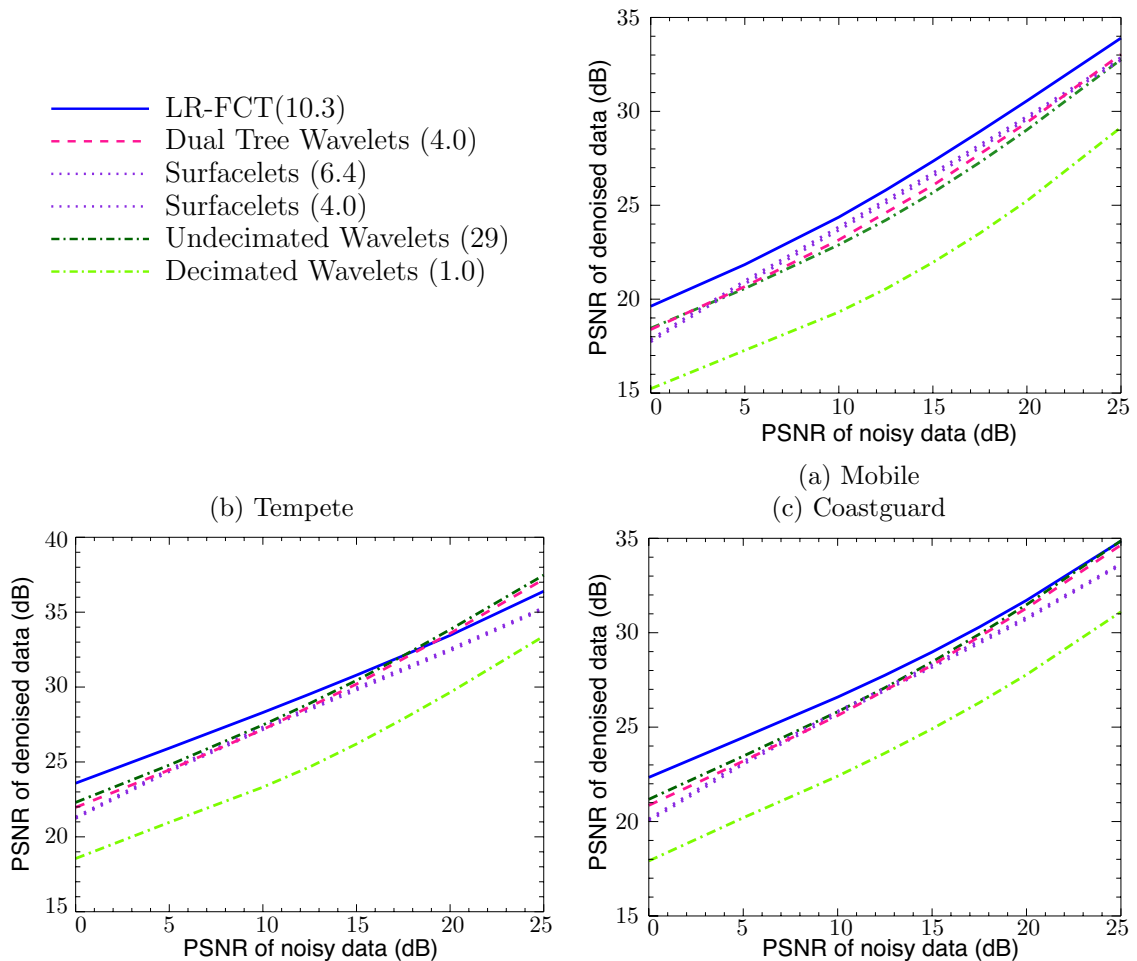 LR-FCT(10.3)
Dual Tree Wavelets (4.0)
Surfacelets (6.4)
Surfacelets (4.0)
Undecimated Wavelets (29)
Decimated Wavelets (1.0)
35
30
25
20
15
0 5 10 15 20 25
PSNR of denoised data (dB)
PSNR of noisy data (dB)
(a) Mobile
(b) Tempete
40
35
30
25
20
15
0 5 10 15 20 25
PSNR of denoised data (dB)
PSNR of noisy data (dB)
(c) Coastguard
35
30
25
20
15
0 5 10 15 20 25
PSNR of denoised data (dB)
PSNR of noisy data (dB)